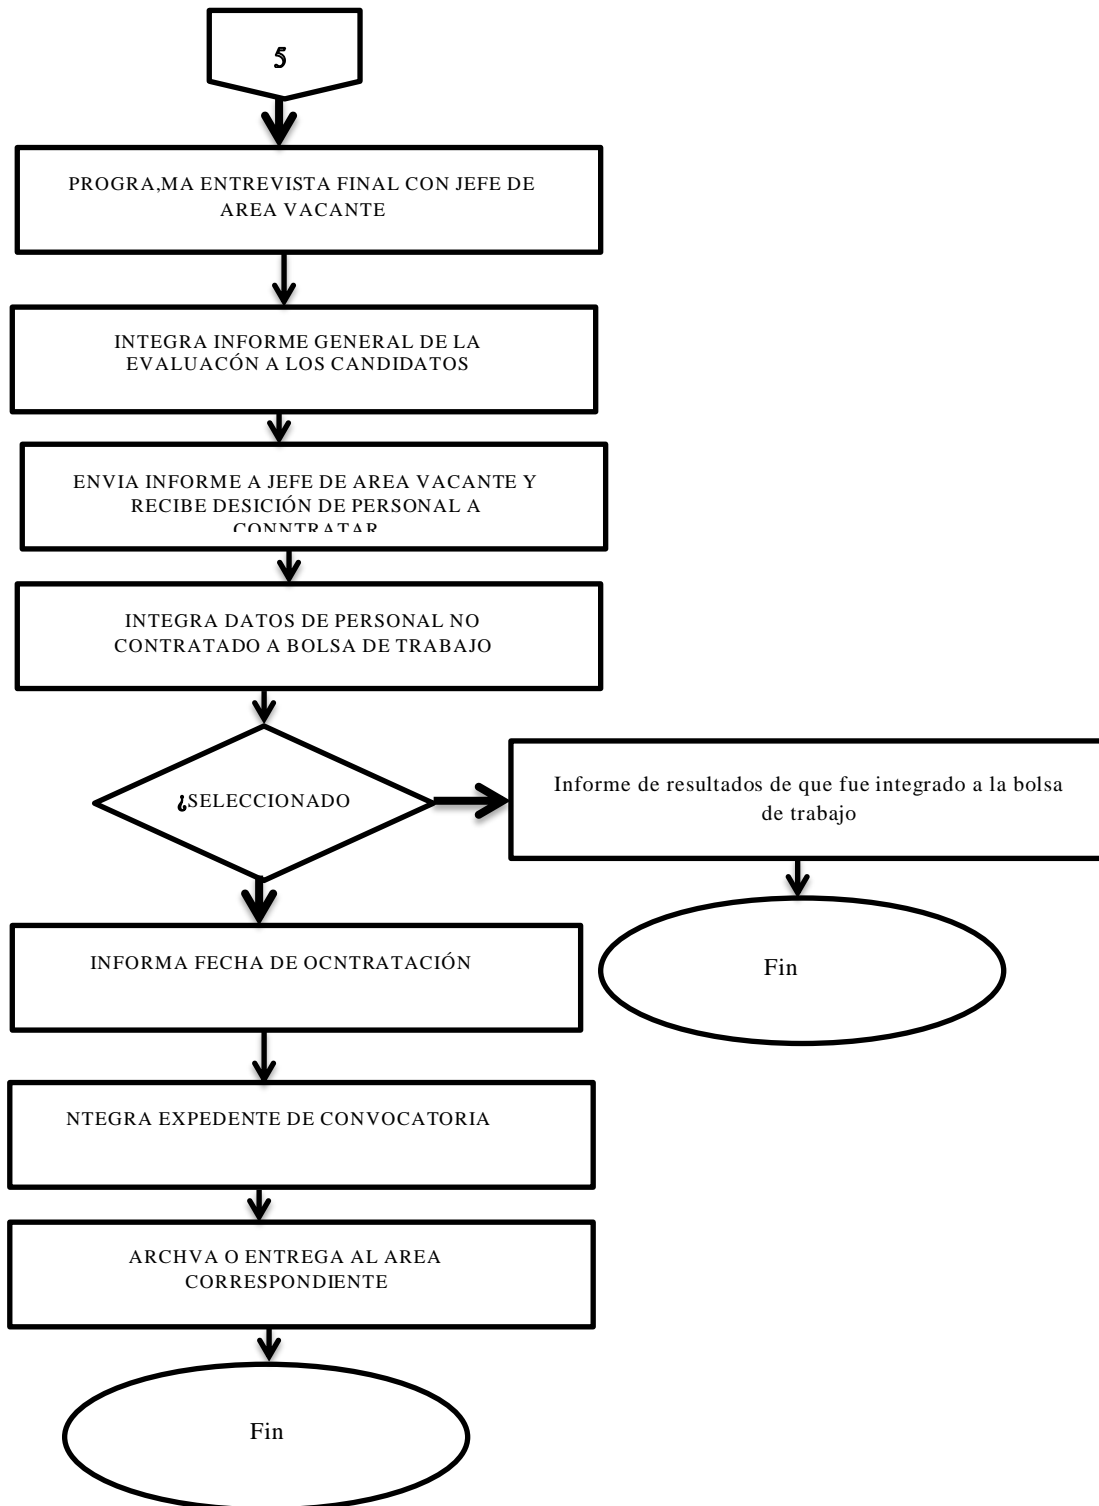 5
PROGRA,MA ENTREVISTA FINAL CON JEFE DE
AREA VACANTE
INTEGRA INFORME GENERAL DE LA
EVALUACÓN A LOS CANDIDATOS
ENVIA INFORME A JEFE DE AREA VACANTE Y
RECIBE DESICIÓN DE PERSONAL A
CONNTRATAR
INTEGRA DATOS DE PERSONAL NO
CONTRATADO A BOLSA DE TRABAJO
¿SELECCIONADO
Informe de resultados de que fue integrado a la bolsa
de trabajo
Fin
INFORMA FECHA DE OCNTRATACIÓN
NTEGRA EXPEDENTE DE CONVOCATORIA
ARCHVA O ENTREGA AL AREA
CORRESPONDIENTE
Fin